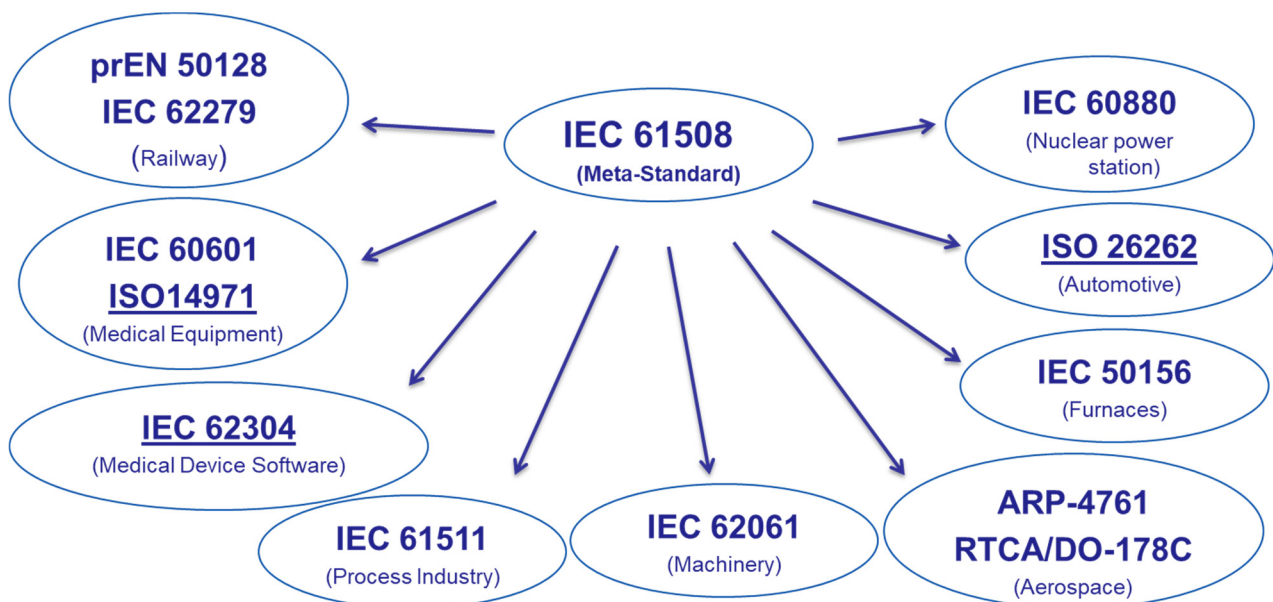 prEN 50128
IEC 62279
(Railway)
IEC 61508
(Meta-Standard)
IEC 60880
(Nuclear power
station)
IEC 60601
ISO14971
(Medical Equipment)
ISO 26262
(Automotive)
IEC 62304
(Medical Device Software)
IEC 50156
(Furnaces)
IEC 61511
(Process Industry)
IEC 62061
(Machinery)
ARP-4761
RTCA/DO-178C
(Aerospace)